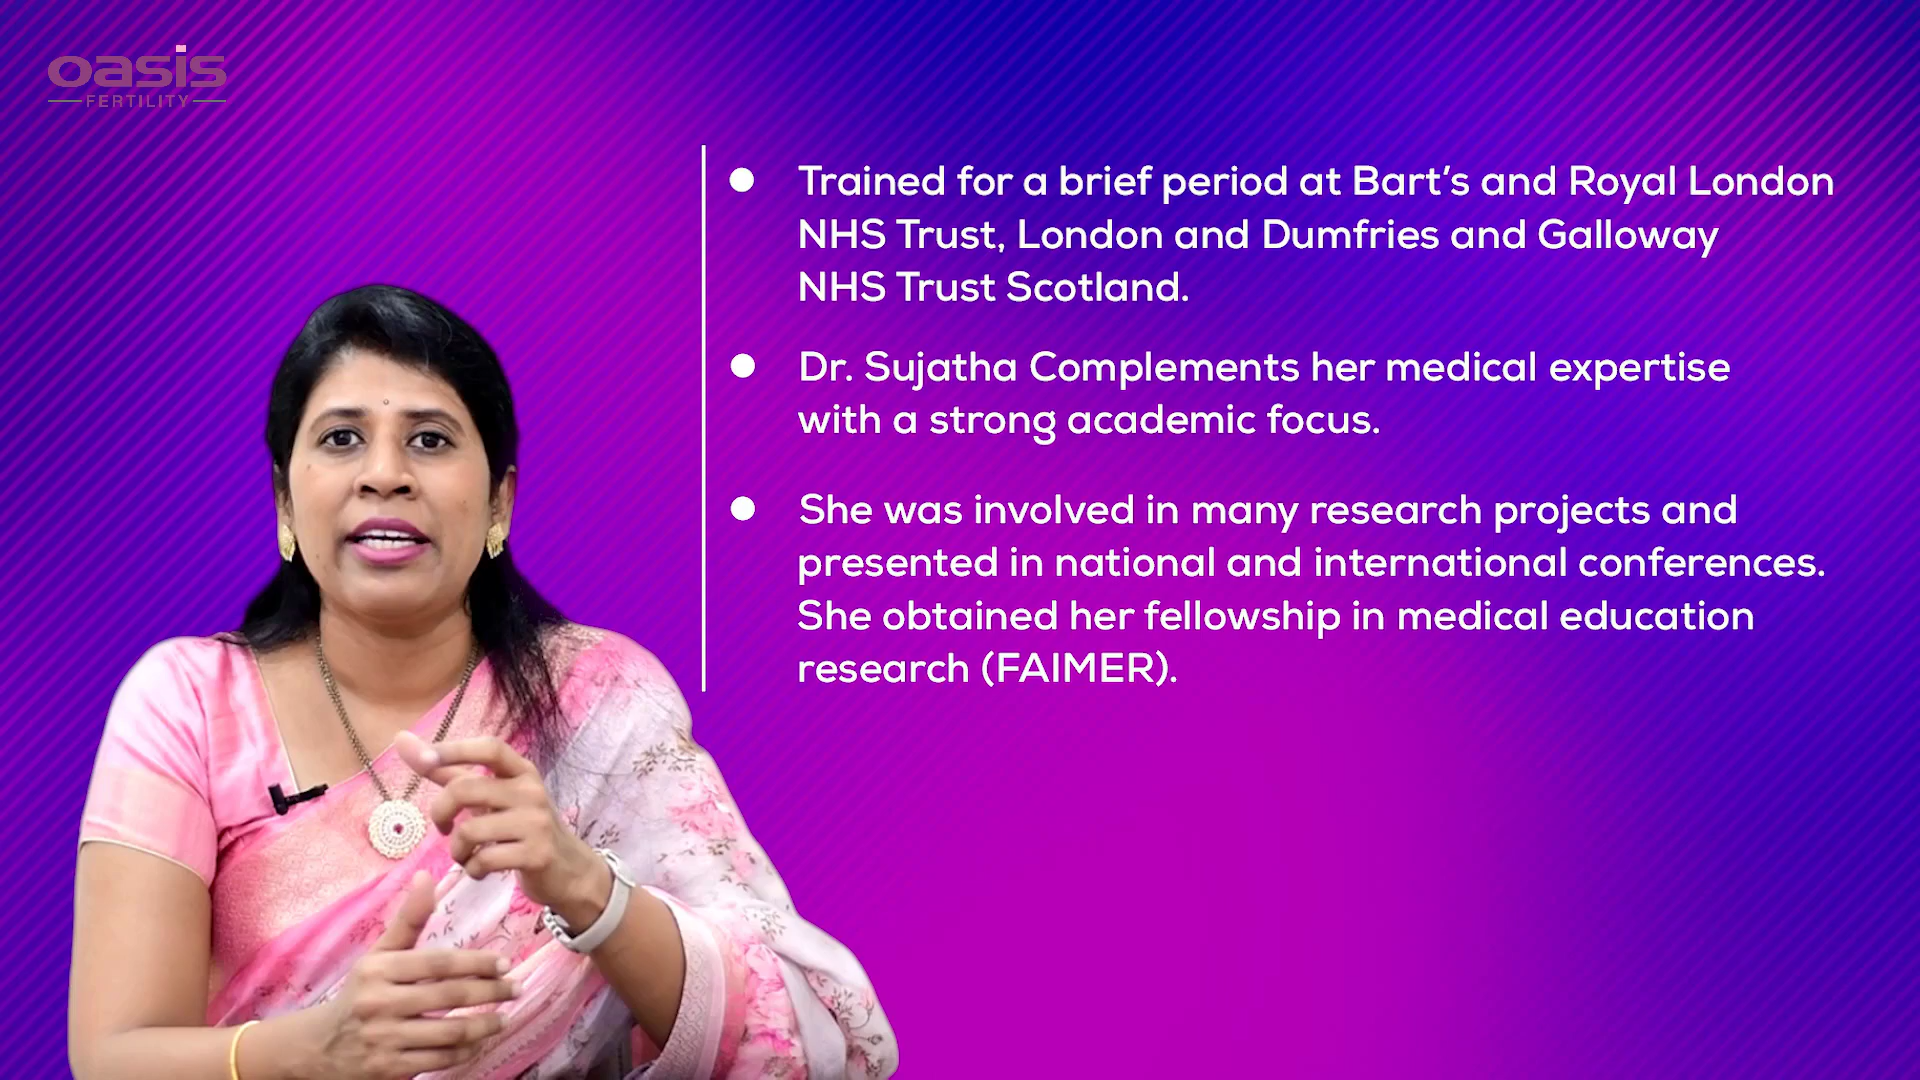 oasis
FERTILITY
Trained for a brief period at Bart's and Royal London
NHS Trust, London and Dumfries and Galloway
NHS Trust Scotland.
Dr. Sujatha Complements her medical expertise
with a strong academic focus.
She was involved in many research projects and
presented in national and international conferences.
She obtained her fellowship in medical education
research (FAIMER).